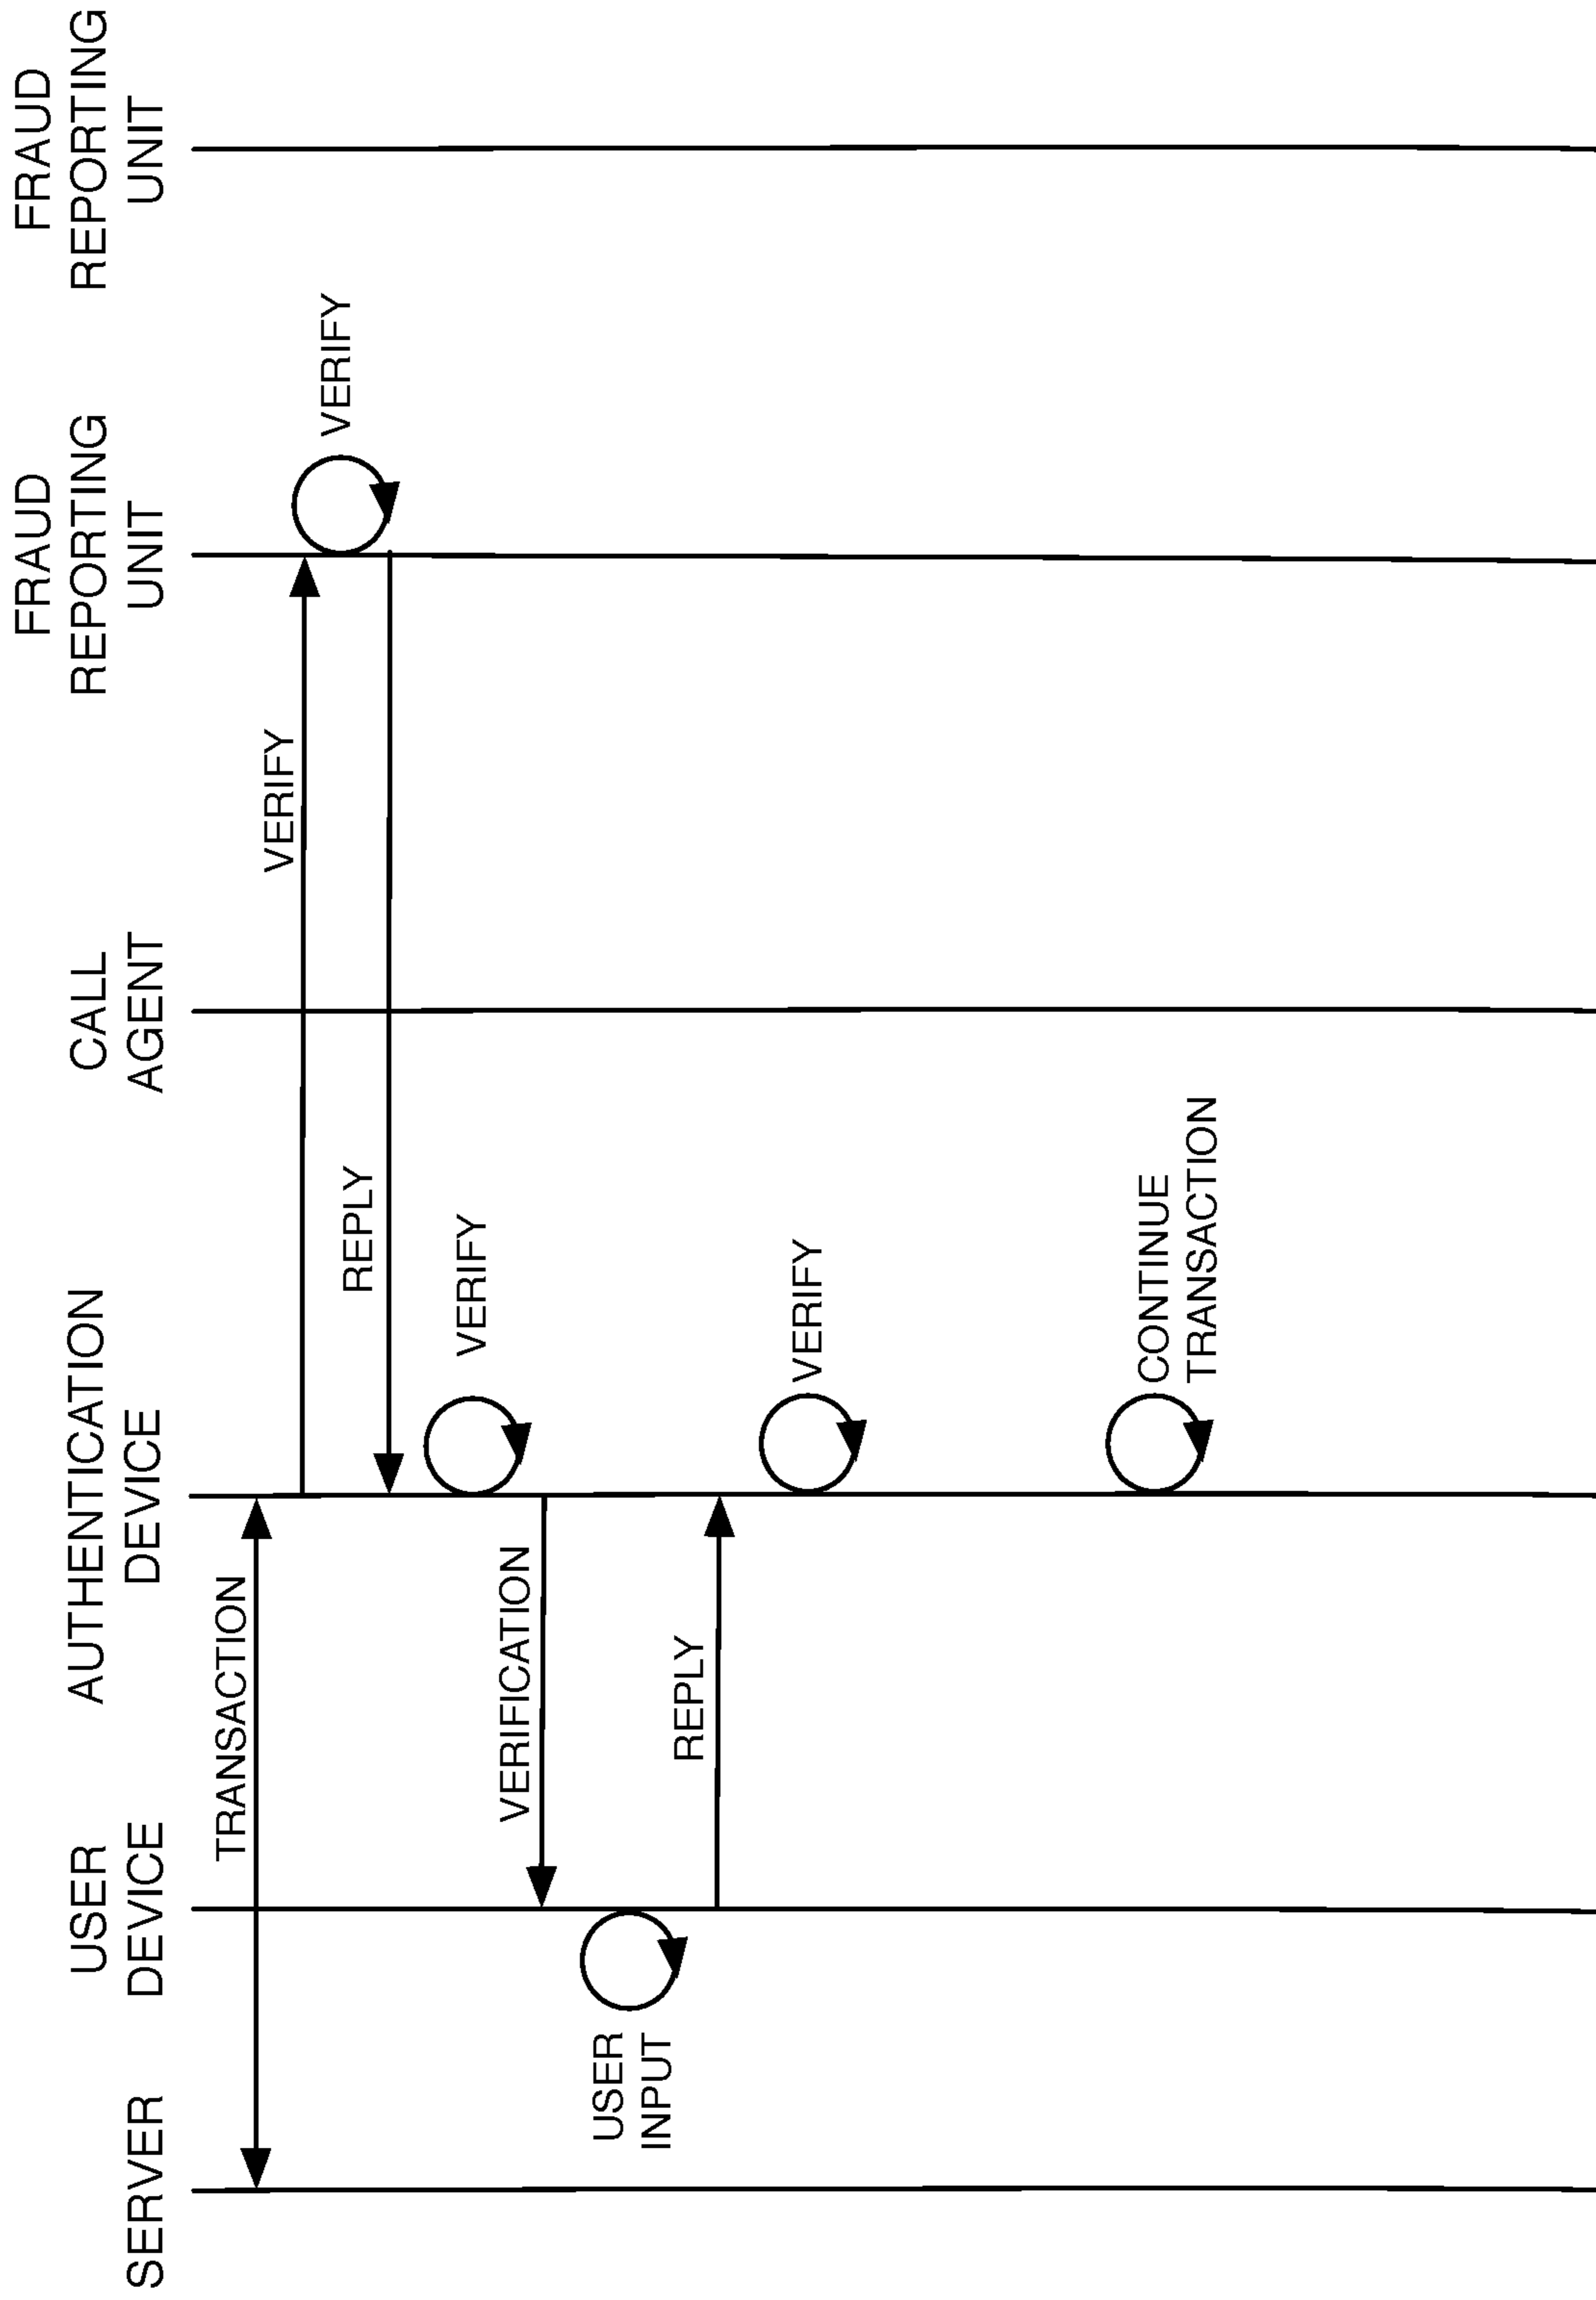 SERVER
USER
DEVICE
AUTHENTICATION
DEVICE
CALL
AGENT
FRAUD
REPORTING
UNIT
FRAUD
REPORTING
UNIT
TRANSACTION
VERIFY
VERIFY
REPLY
VERIFY
VERIFICATION
USER
INPUT
REPLY
VERIFY
CONTINUE
TRANSACTION